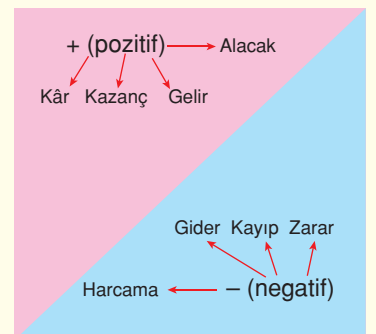 + (pozitif) Alacak
Kâr Kazanç Gelir
Gider Kayıp Zarar
Harcama – (negatif)